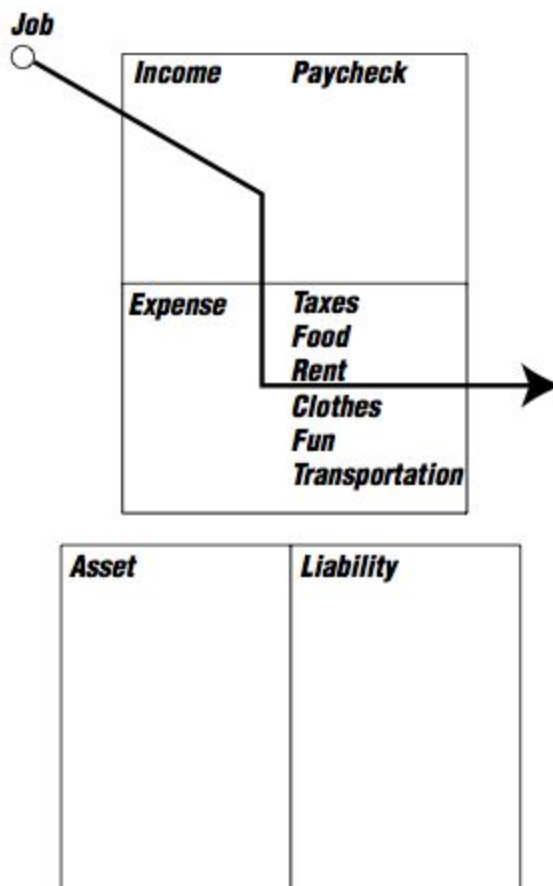 Job
Income Paycheck
Expense Taxes
Food
Rent
Clothes
Fun
Transportation
Asset Liability